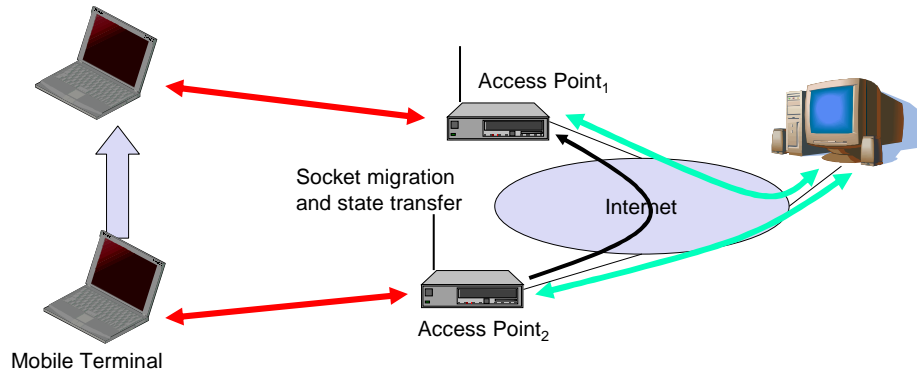 Access Point₁
Socket migration
and state transfer
Internet
Access Point₂
Mobile Terminal